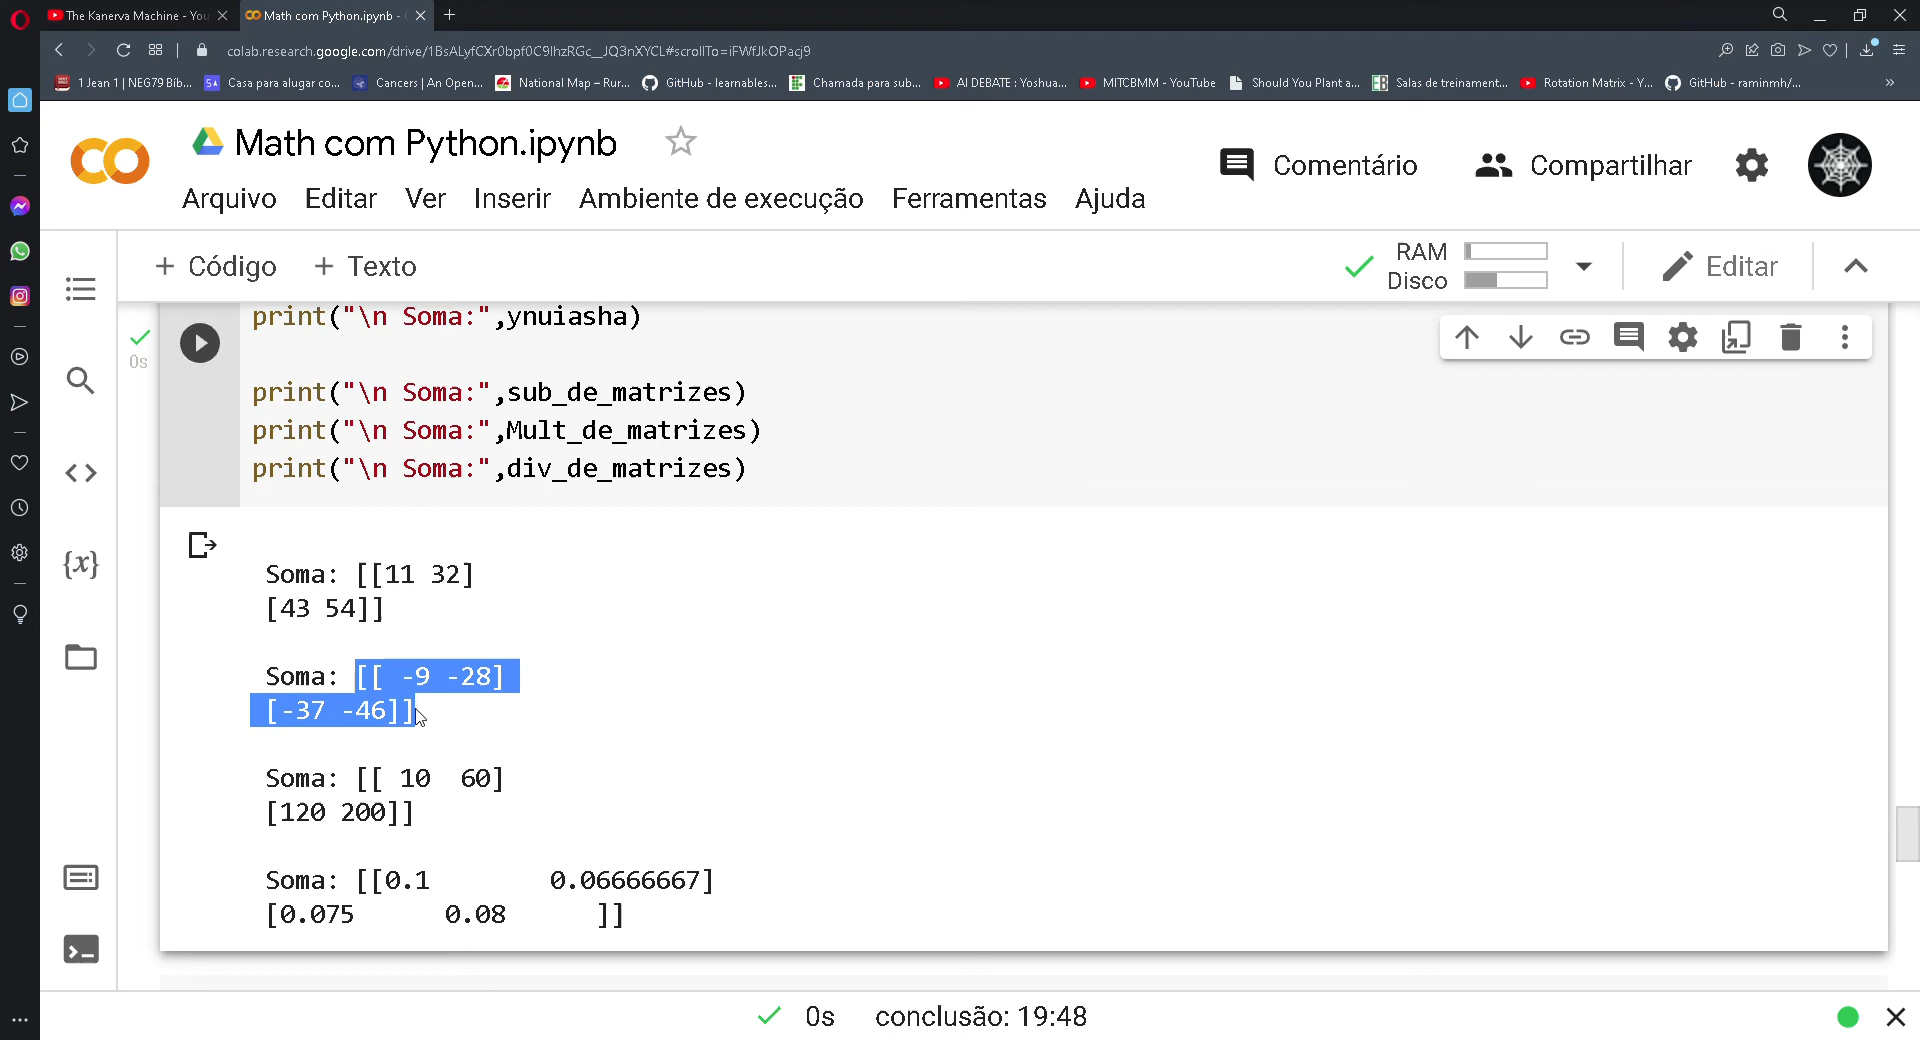 The Kanerva Machine - You
Math com Python.ipynb -
colab.research.google.com/drive/1BsALyfCXr0bpf0C9lhzRGc__JQ3nXYCL#scrollTo=iFWfJkOPacj9
1 Jean 1 | NEG79 Bíb...
SA
Casa para alugar co...
Cancers | An Open...
National Map – Rur...
GitHub - learnables...
Chamada para sub...
AI DEBATE : Yoshua...
MITCBMM - YouTube
Should You Plant a...
Salas de treinament...
Rotation Matrix - Y...
GitHub - raminmh/...
»
Math com Python.ipynb
Comentário
Compartilhar
Arquivo Editar Ver Inserir Ambiente de execução Ferramentas Ajuda
+ Código + Texto
RAM
Disco
Editar
print("\n Soma:",ynuiasha)
0s
print("\n Soma:",sub_de_matrizes)
print("\n Soma:",Mult_de_matrizes)
print("\n Soma:",div_de_matrizes)
{x}
Soma: [[11 32]
[43 54]]
Soma: [[ -9 -28]
[-37 -46]]
Soma: [[ 10  60]
[120 200]]
Soma: [[0.1        0.06666667]
[0.075      0.08      ]]
0s conclusão: 19:48